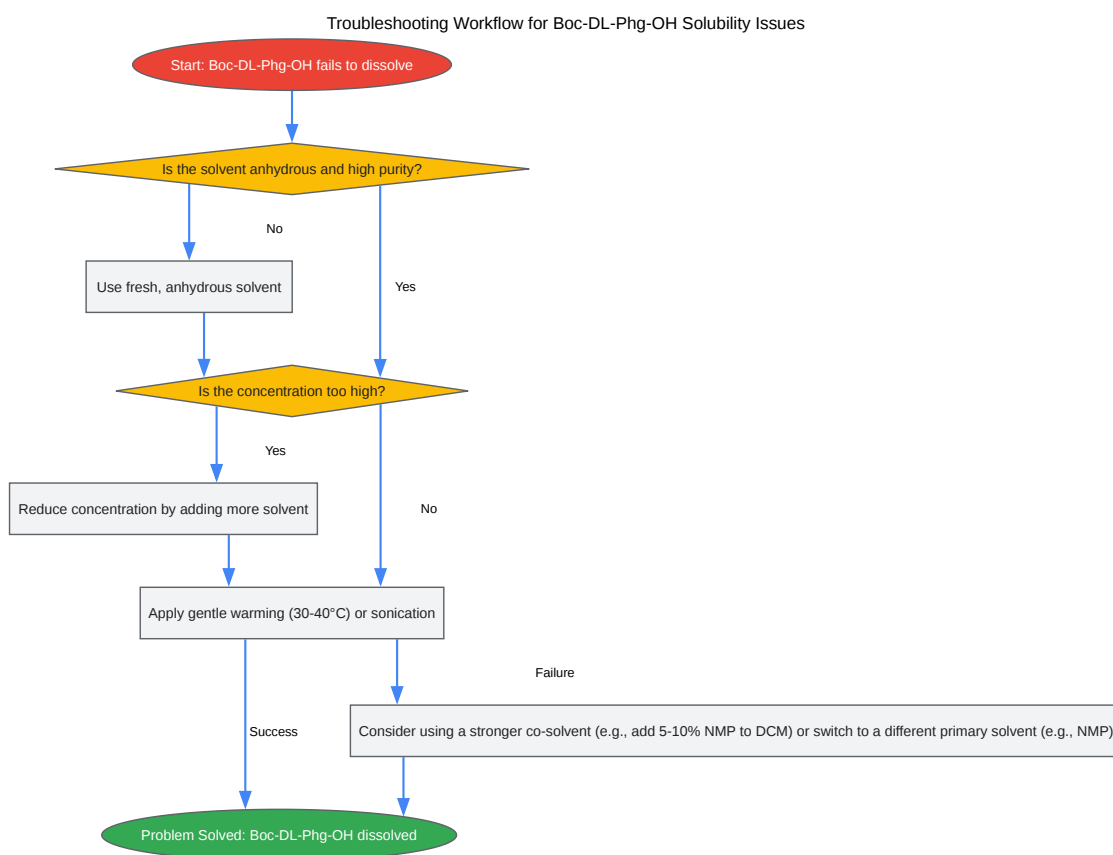 Troubleshooting Workflow for Boc-DL-Phg-OH Solubility Issues
Start: Boc-DL-Phg-OH fails to dissolve
Is the solvent anhydrous and high purity?
No
Use fresh, anhydrous solvent
Yes
Is the concentration too high?
Yes
Reduce concentration by adding more solvent
No
Apply gentle warming (30-40°C) or sonication
Failure
Success
Consider using a stronger co-solvent (e.g., add 5-10% NMP to DCM) or switch to a different primary solvent (e.g., NMP)
Problem Solved: Boc-DL-Phg-OH dissolved